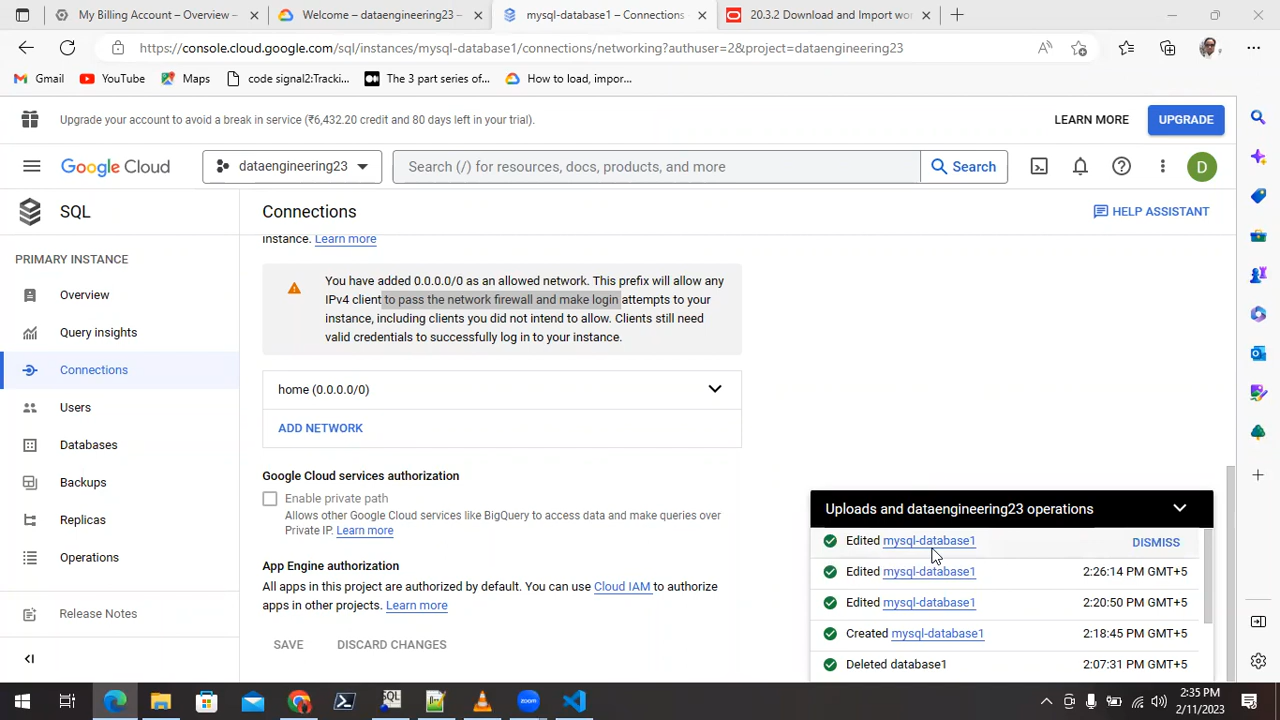 My Billing Account – Overview –
Welcome – dataengineering23 –
mysql-database1 – Connections
20.3.2 Download and Import wo
https://console.cloud.google.com/sql/instances/mysql-database1/connections/networking?authuser=2&project=dataengineering23
Gmail
YouTube
Maps
code signal2:Tracki...
The 3 part series of...
How to load, impor...
Upgrade your account to avoid a break in service (₹6,432.20 credit and 80 days left in your trial).
LEARN MORE
UPGRADE
Google Cloud
dataengineering23
Search (/) for resources, docs, products, and more
Search
D
SQL
Connections
HELP ASSISTANT
PRIMARY INSTANCE
Overview
Query insights
Connections
Users
Databases
Backups
Replicas
Operations
Release Notes
instance. Learn more
You have added 0.0.0.0/0 as an allowed network. This prefix will allow any
IPv4 client to pass the network firewall and make login attempts to your
instance, including clients you did not intend to allow. Clients still need
valid credentials to successfully log in to your instance.
home (0.0.0.0/0)
ADD NETWORK
Google Cloud services authorization
Enable private path
Allows other Google Cloud services like BigQuery to access data and make queries over
Private IP. Learn more
App Engine authorization
All apps in this project are authorized by default. You can use Cloud IAM to authorize
apps in other projects. Learn more
SAVE
DISCARD CHANGES
Uploads and dataengineering23 operations
Edited mysql-database1
DISMISS
Edited mysql-database1
2:26:14 PM GMT+5
Edited mysql-database1
2:20:50 PM GMT+5
Created mysql-database1
2:18:45 PM GMT+5
Deleted database1
2:07:31 PM GMT+5
2:35 PM
2/11/2023